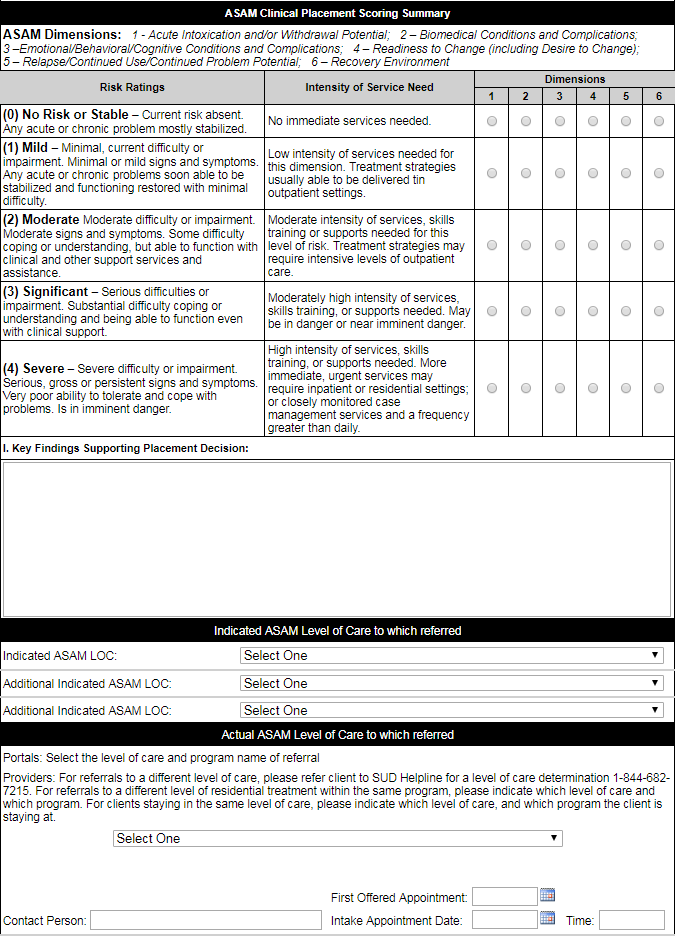 ASAM Clinical Placement Scoring Summary
ASAM Dimensions: 1 - Acute Intoxication and/or Withdrawal Potential; 2 – Biomedical Conditions and Complications;
3 –Emotional/Behavioral/Cognitive Conditions and Complications; 4 – Readiness to Change (including Desire to Change);
5 – Relapse/Continued Use/Continued Problem Potential; 6 – Recovery Environment
Risk Ratings
Intensity of Service Need
Dimensions
1 2 3 4 5 6
(0) No Risk or Stable – Current risk absent.
Any acute or chronic problem mostly stabilized.
No immediate services needed.
(1) Mild – Minimal, current difficulty or
impairment. Minimal or mild signs and symptoms.
Any acute or chronic problems soon able to be
stabilized and functioning restored with minimal
difficulty.
Low intensity of services needed for
this dimension. Treatment strategies
usually able to be delivered tin
outpatient settings.
(2) Moderate Moderate difficulty or impairment.
Moderate signs and symptoms. Some difficulty
coping or understanding, but able to function with
clinical and other support services and
assistance.
Moderate intensity of services, skills
training or supports needed for this
level of risk. Treatment strategies may
require intensive levels of outpatient
care.
(3) Significant – Serious difficulties or
impairment. Substantial difficulty coping or
understanding and being able to function even
with clinical support.
Moderately high intensity of services,
skills training, or supports needed. May
be in danger or near imminent danger.
(4) Severe – Severe difficulty or impairment.
Serious, gross or persistent signs and symptoms.
Very poor ability to tolerate and cope with
problems. Is in imminent danger.
High intensity of services, skills
training, or supports needed. More
immediate, urgent services may
require inpatient or residential settings;
or closely monitored case
management services and a frequency
greater than daily.
I. Key Findings Supporting Placement Decision:
Indicated ASAM Level of Care to which referred
Indicated ASAM LOC: Select One
Additional Indicated ASAM LOC: Select One
Additional Indicated ASAM LOC: Select One
Actual ASAM Level of Care to which referred
Portals: Select the level of care and program name of referral
Providers: For referrals to a different level of care, please refer client to SUD Helpline for a level of care determination 1-844-682-
7215. For referrals to a different level of residential treatment within the same program, please indicate which level of care and
which program. For clients staying in the same level of care, please indicate which level of care, and which program the client is
staying at.
Select One
First Offered Appointment:
Contact Person: Intake Appointment Date: Time: